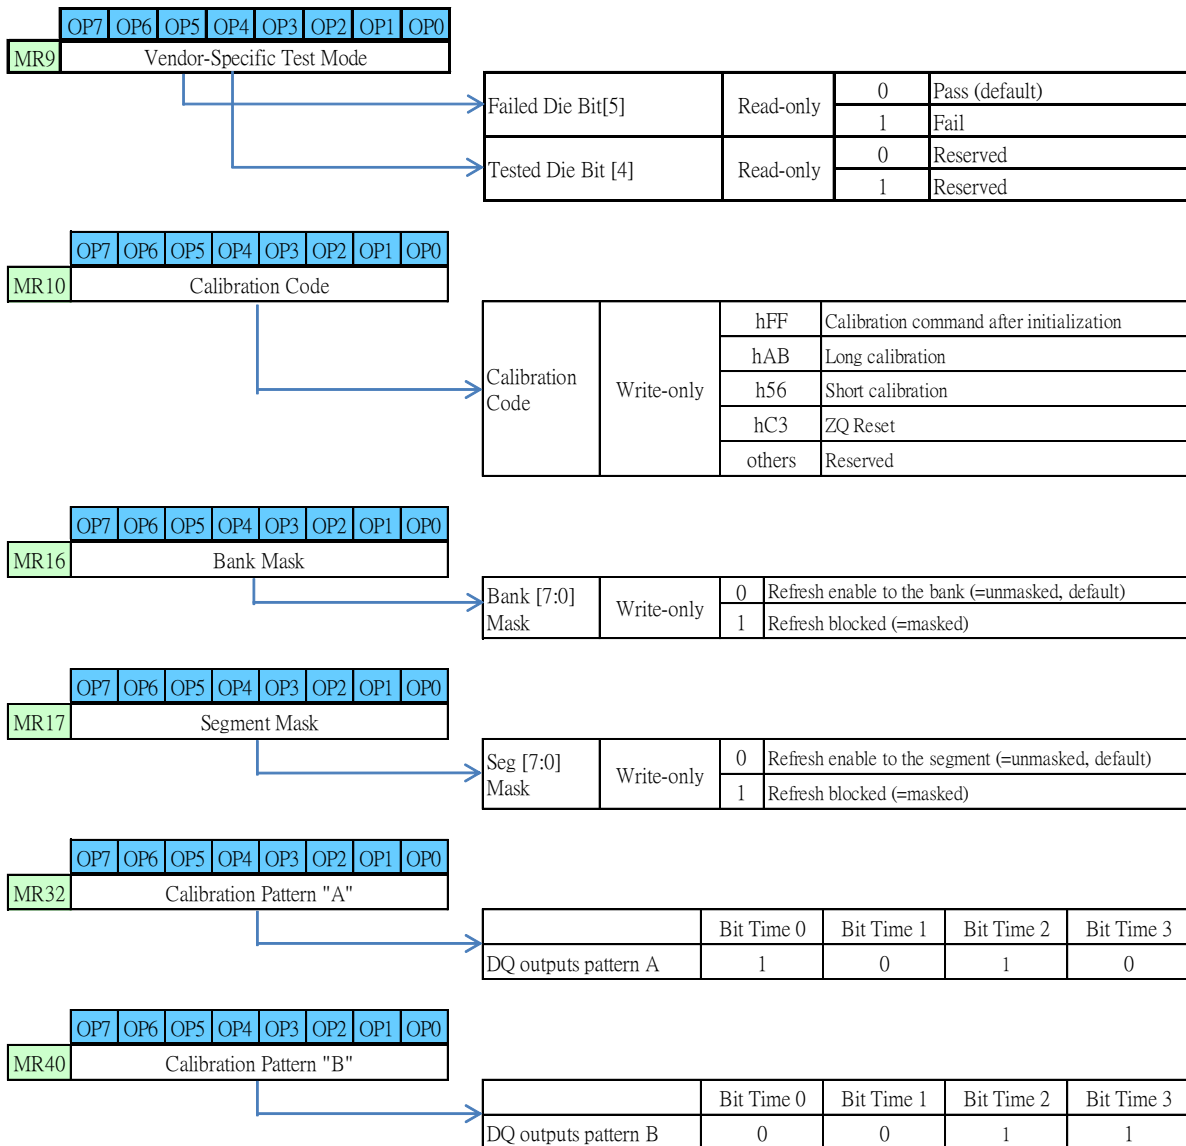 OP7 OP6 OP5 OP4 OP3 OP2 OP1 OP0
MR9 Vendor-Specific Test Mode
Failed Die Bit[5] Read-only 0 Pass (default)
1 Fail
Tested Die Bit [4] Read-only 0 Reserved
1 Reserved
OP7 OP6 OP5 OP4 OP3 OP2 OP1 OP0
MR10 Calibration Code
Calibration Code Write-only hFF Calibration command after initialization
hAB Long calibration
h56 Short calibration
hC3 ZQ Reset
others Reserved
OP7 OP6 OP5 OP4 OP3 OP2 OP1 OP0
MR16 Bank Mask
Bank [7:0] Mask Write-only 0 Refresh enable to the bank (=unmasked, default)
1 Refresh blocked (=masked)
OP7 OP6 OP5 OP4 OP3 OP2 OP1 OP0
MR17 Segment Mask
Seg [7:0] Mask Write-only 0 Refresh enable to the segment (=unmasked, default)
1 Refresh blocked (=masked)
OP7 OP6 OP5 OP4 OP3 OP2 OP1 OP0
MR32 Calibration Pattern "A"
Bit Time 0 Bit Time 1 Bit Time 2 Bit Time 3
DQ outputs pattern A 1 0 1 0
OP7 OP6 OP5 OP4 OP3 OP2 OP1 OP0
MR40 Calibration Pattern "B"
Bit Time 0 Bit Time 1 Bit Time 2 Bit Time 3
DQ outputs pattern B 0 0 1 1